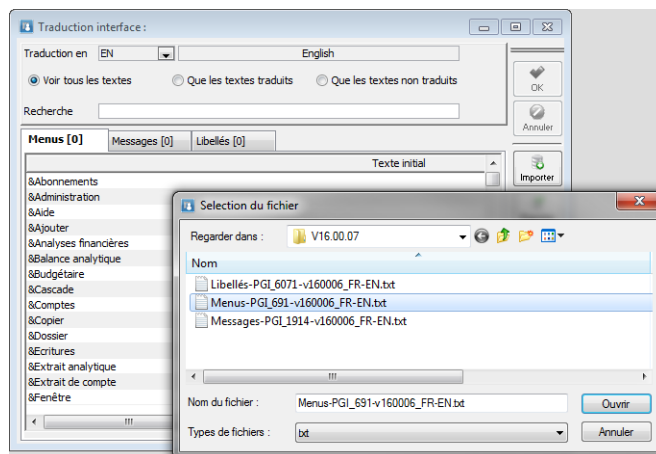 Traduction interface :
Traduction en EN English
Voir tous les textes Que les textes traduits Que les textes non traduits
OK
Recherche
Annuler
Menus [0] Messages [0] Libellés [0]
Texte initial
Importer
&Abonnements
&Administration
&Aide
&Ajouter
&Analyses financières
&Balance analytique
&Budgétaire
&Cascade
&Comptes
&Copier
&Dossier
&Ecritures
&Extrait analytique
&Extrait de compte
&Fenêtre
Selection du fichier
Regarder dans : V16.00.07
Nom
Libellés-PGI_6071-v160006_FR-EN.txt
Menus-PGI_691-v160006_FR-EN.txt
Messages-PGI_1914-v160006_FR-EN.txt
Nom du fichier : Menus-PGI_691-v160006_FR-EN.txt Ouvrir
Types de fichiers : txt Annuler